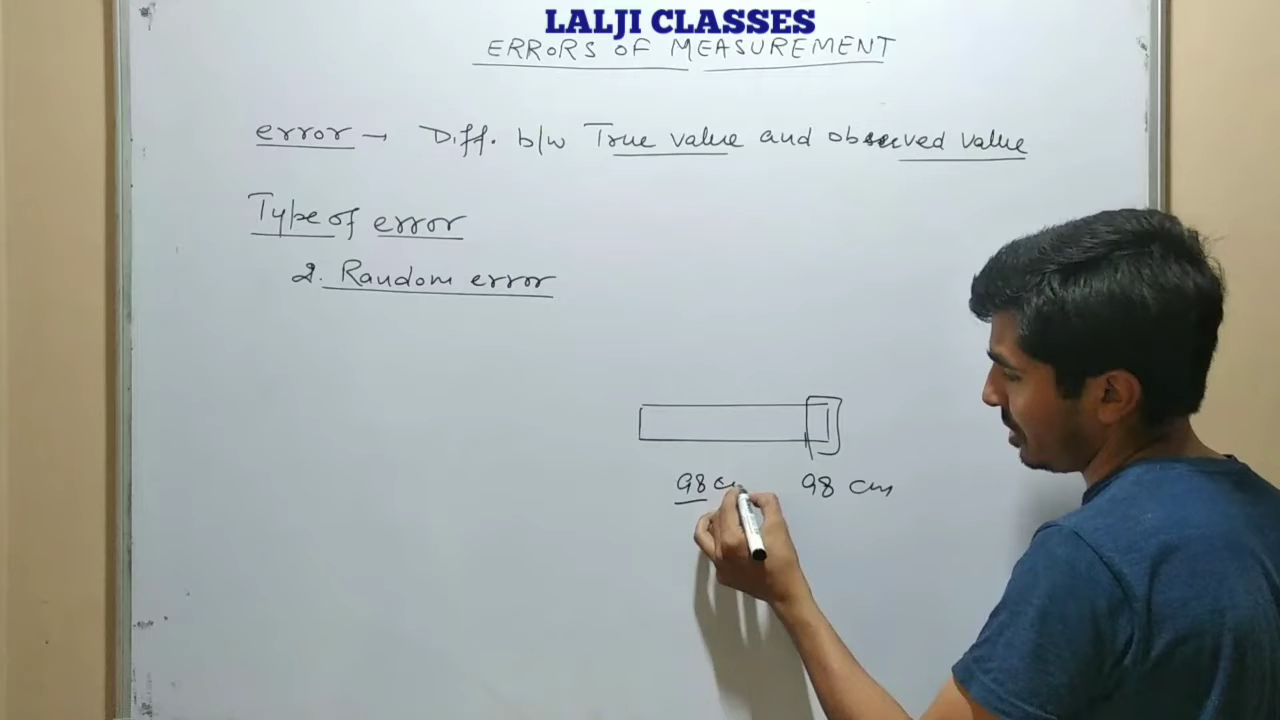 LALJI CLASSES
ERRORS OF MEASUREMENT
error → Diff. b/w True value and observed value
Type of error
2. Random error
98 cm 98 cm